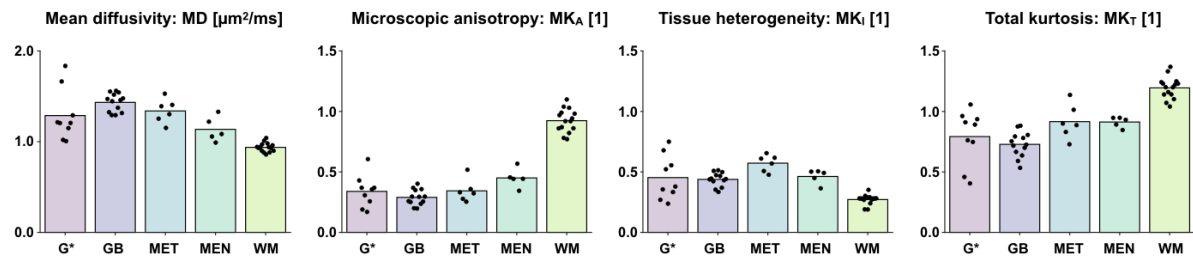 Mean diffusivity: MD [µm²/ms]
2.0
1.0
0.0
G* GB MET MEN WM
Microscopic anisotropy: MKA [1]
1.5
1.0
0.5
0.0
G* GB MET MEN WM
Tissue heterogeneity: MKI [1]
1.5
1.0
0.5
0.0
G* GB MET MEN WM
Total kurtosis: MKT [1]
1.5
1.0
0.5
0.0
G* GB MET MEN WM